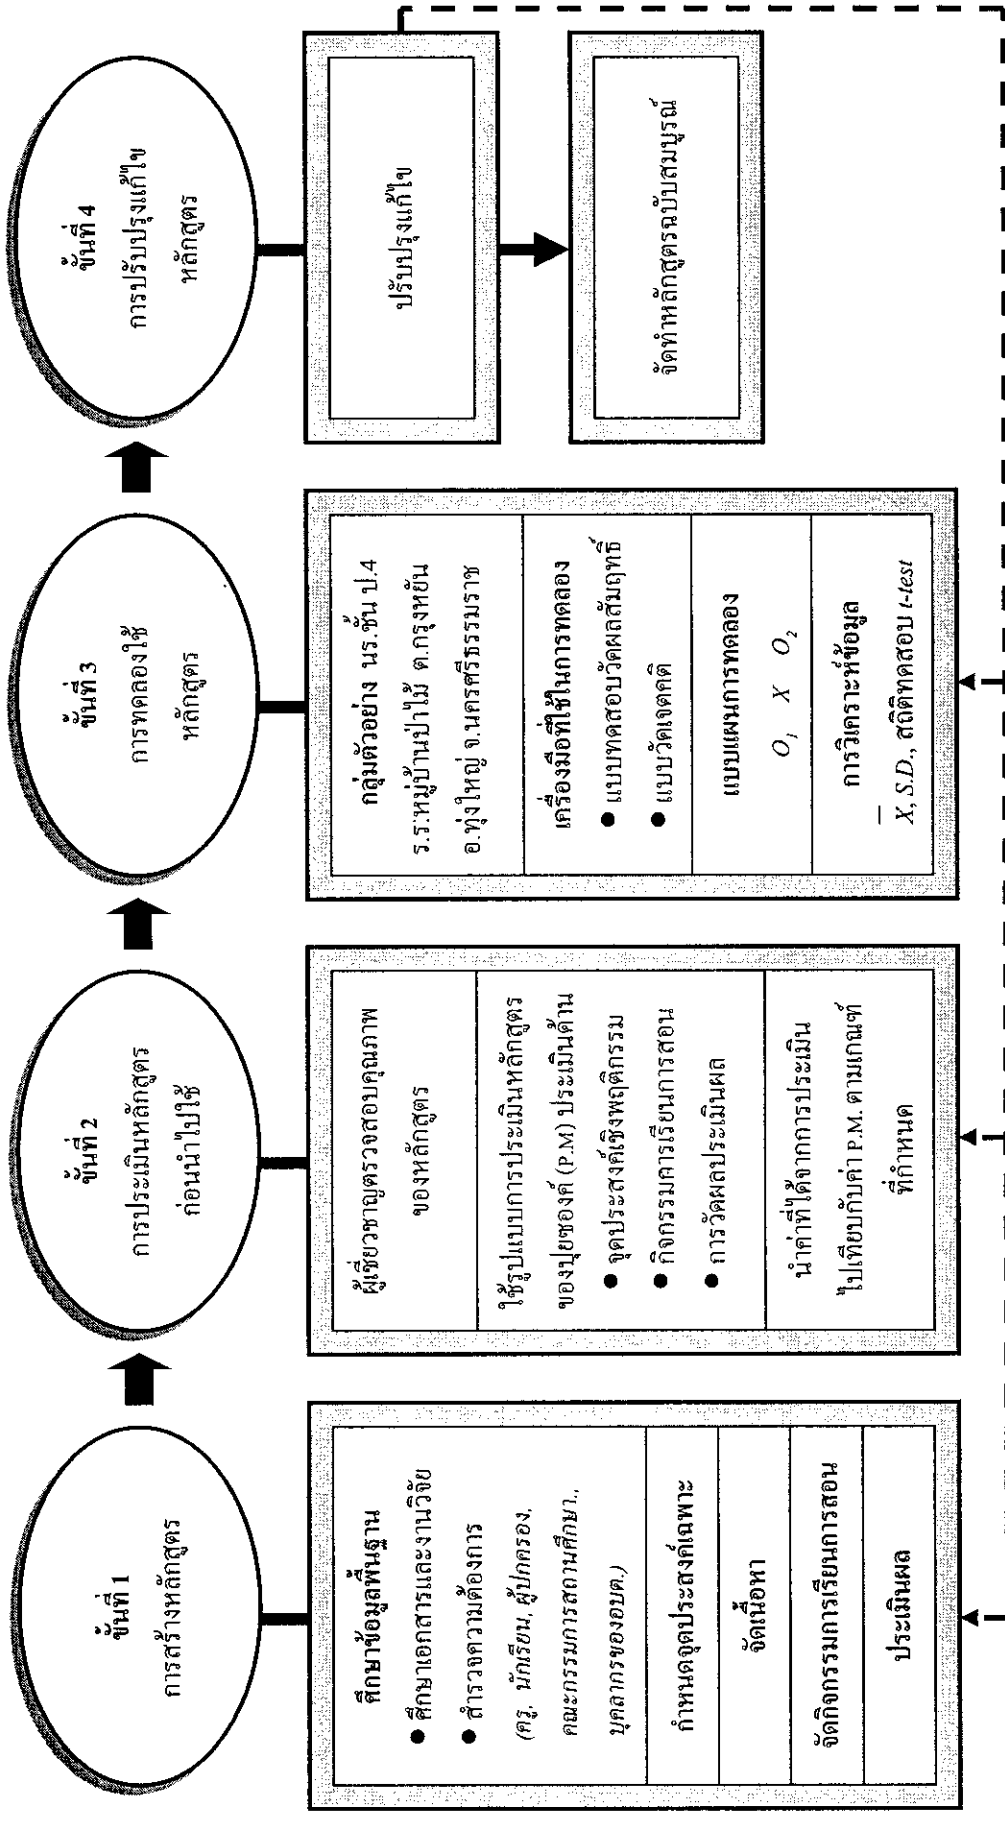 ขั้นที่ 1
การสร้างหลักสูตร
ศึกษาข้อมูลพื้นฐาน
● ศึกษาเอกสารและงานวิจัย
● สำรวจความต้องการ
(ครู, นักเรียน, ผู้ปกครอง,
คณะกรรมการสถานศึกษา.,
บุคลากรของอบต.)
กำหนดจุดประสงค์เฉพาะ
จัดเนื้อหา
จัดกิจกรรมการเรียนการสอน
ประเมินผล
ขั้นที่ 2
การประเมินหลักสูตร
ก่อนนำไปใช้
ผู้เชี่ยวชาญตรวจสอบคุณภาพ
ของหลักสูตร
ใช้รูปแบบการประเมินหลักสูตร
ของปุยซองค์ (P.M) ประเมินด้าน
● จุดประสงค์เชิงพฤติกรรม
● กิจกรรมการเรียนการสอน
● การวัดผลประเมินผล
นำค่าที่ได้จากการประเมิน
ไปเทียบกับค่า P.M. ตามเกณฑ์
ที่กำหนด
ขั้นที่ 3
การทดลองใช้
หลักสูตร
กลุ่มตัวอย่าง นร.ชั้น ป.4
ร.ร.หมู่บ้านป่าไม้ ต.กรุงหยัน
อ.ทุ่งใหญ่ จ.นครศรีธรรมราช
เครื่องมือที่ใช้ในการทดลอง
● แบบทดสอบวัดผลสัมฤทธิ์
● แบบวัดเจตคติ
แบบแผนการทดลอง
O₁ X O₂
การวิเคราะห์ข้อมูล
X̅, S.D., สถิติทดสอบ t-test
ขั้นที่ 4
การปรับปรุงแก้ไข
หลักสูตร
ปรับปรุงแก้ไข
จัดทำหลักสูตรฉบับสมบูรณ์